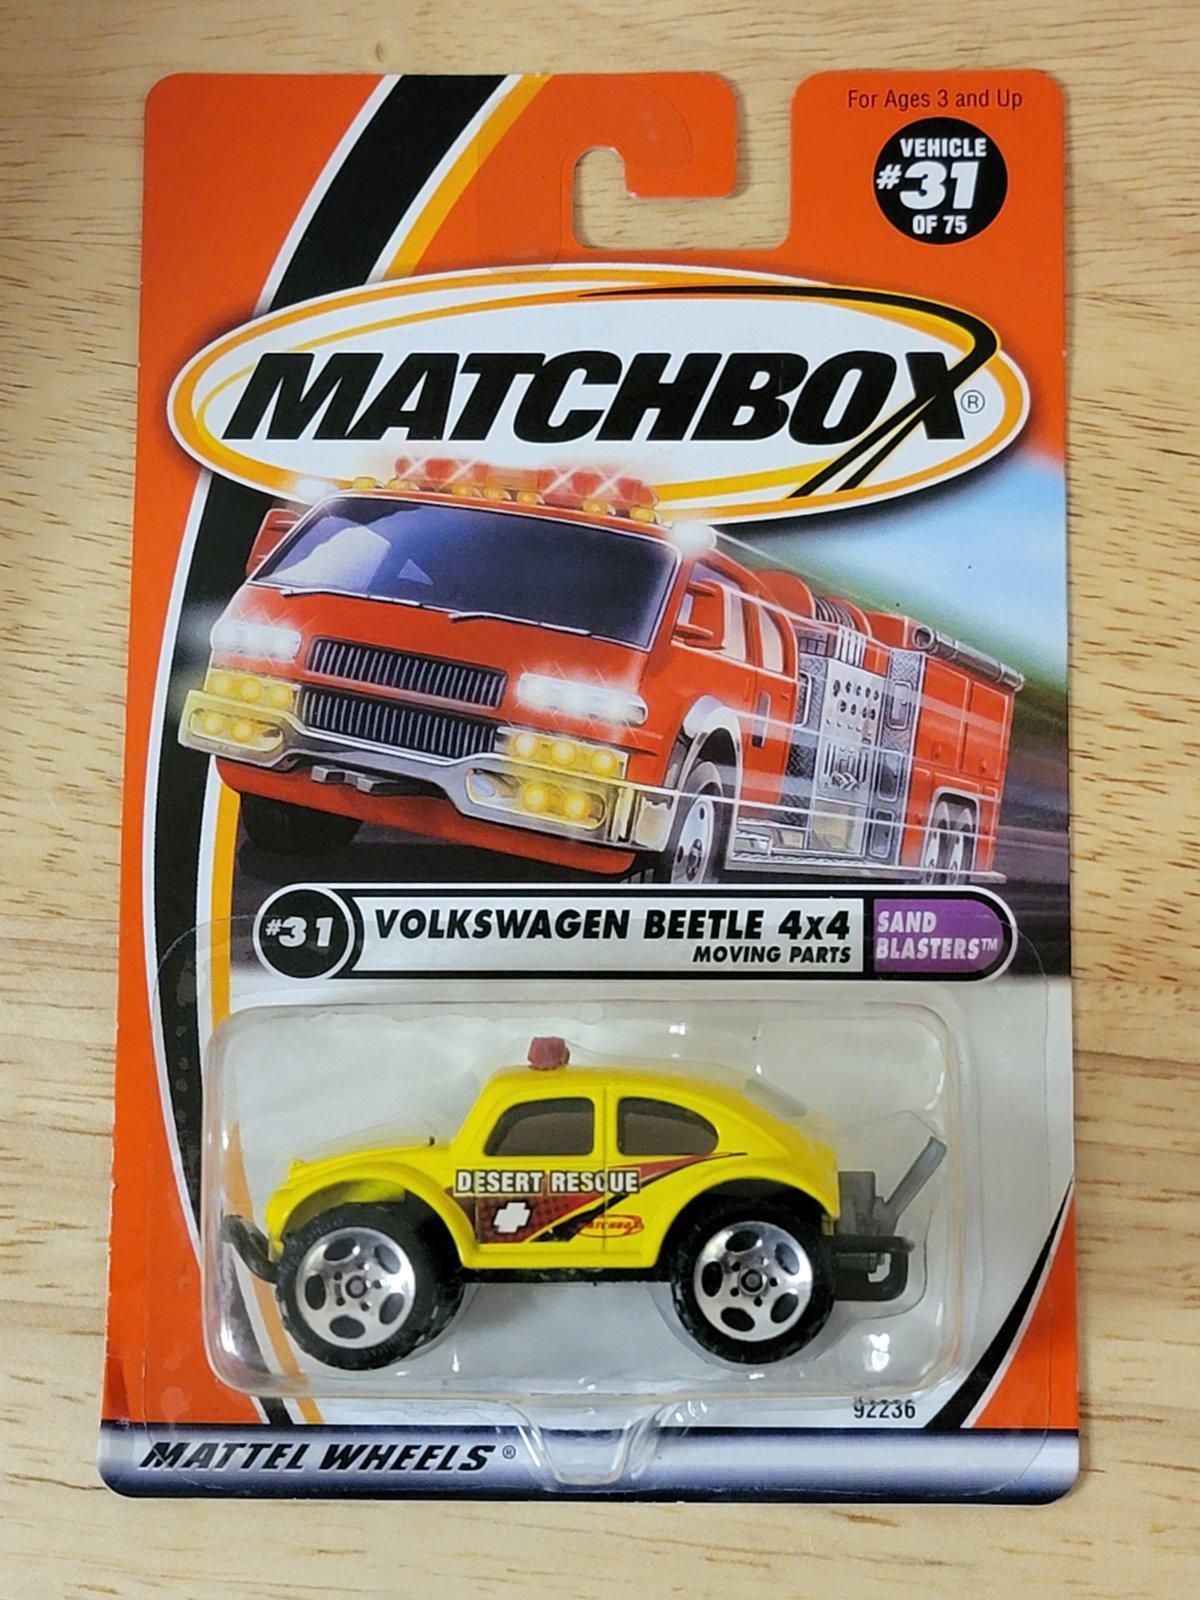 For Ages 3 and Up
VEHICLE
#31
OF 75
MATCHBOX®
#31
VOLKSWAGEN BEETLE 4x4
MOVING PARTS
SAND
BLASTERS™
DESERT RESCUE
MATCHBOX
92236
MATTEL WHEELS®